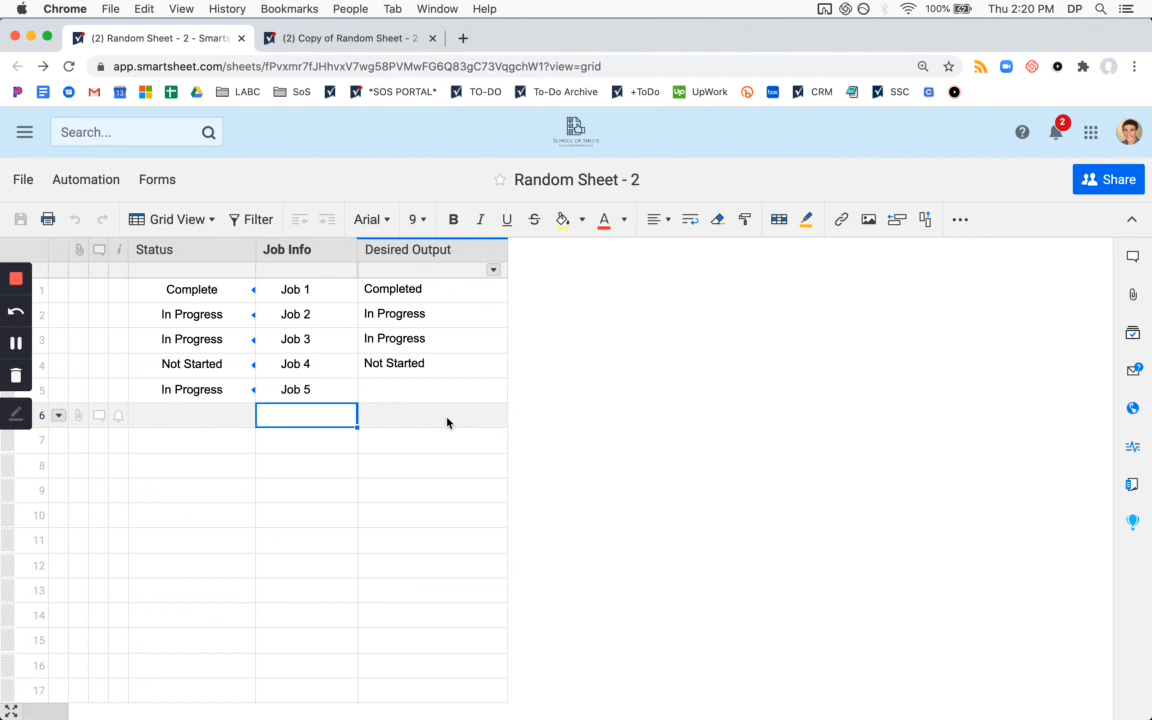 Chrome File Edit View History Bookmarks People Tab Window Help 100% Thu 2:20 PM DP
(2) Random Sheet - 2 - Smarts (2) Copy of Random Sheet - 2
app.smartsheet.com/sheets/fPvxmr7fJHhvxV7wg58PVMwFG6Q83gC73VqgchW1?view=grid
LABC SoS *SOS PORTAL* TO-DO To-Do Archive +ToDo Up UpWork box CRM SSC
Search... SCHOOL OF SHEETS 2
File Automation Forms Random Sheet - 2 Share
Grid View Filter Arial 9 B I U S A
i Status Job Info Desired Output
1 Complete Job 1 Completed
2 In Progress Job 2 In Progress
3 In Progress Job 3 In Progress
4 Not Started Job 4 Not Started
5 In Progress Job 5
6
7
8
9
10
11
12
13
14
15
16
17